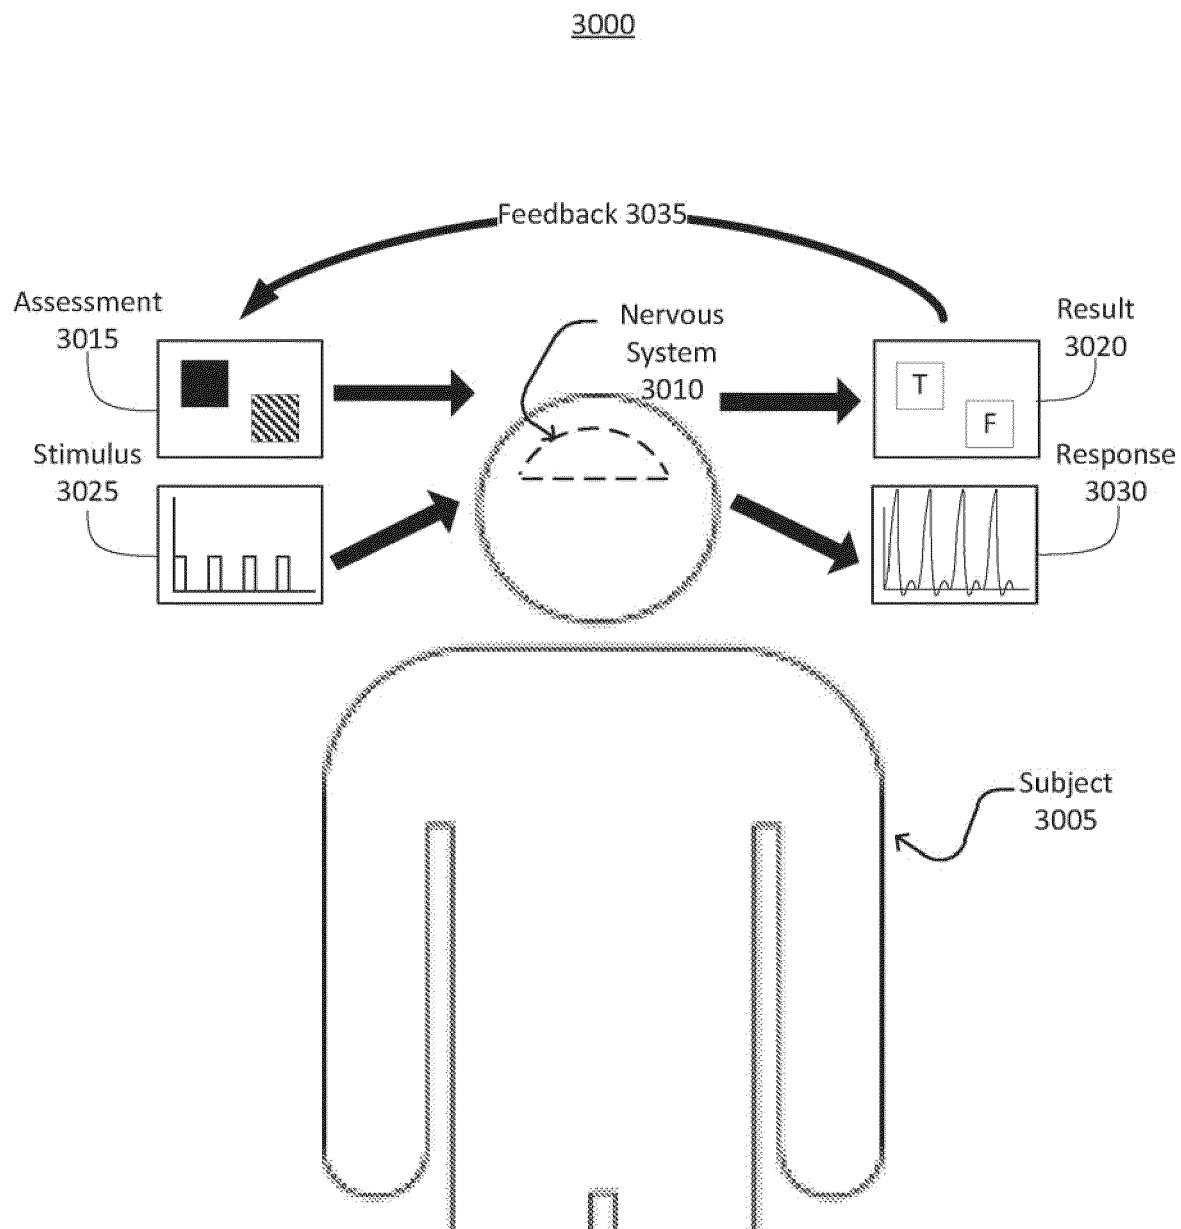 3000
Feedback 3035
Assessment
3015
Nervous
System
3010
Result
3020
T
F
Stimulus
3025
Response
3030
Subject
3005